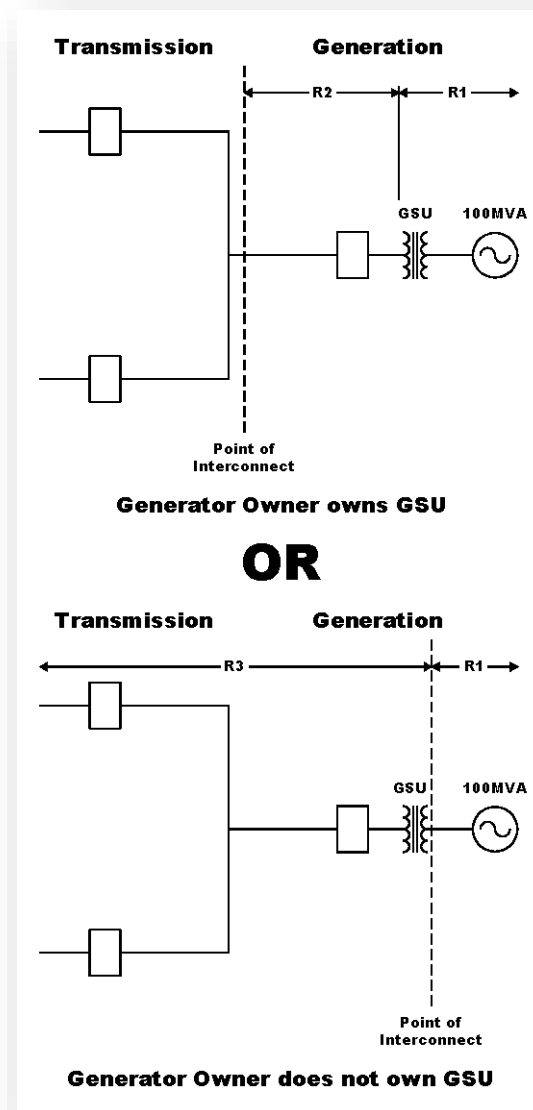 Transmission Generation
R2 R1
GSU 100MVA
Point of
Interconnect
Generator Owner owns GSU
OR
Transmission Generation
R3 R1
GSU 100MVA
Point of
Interconnect
Generator Owner does not own GSU